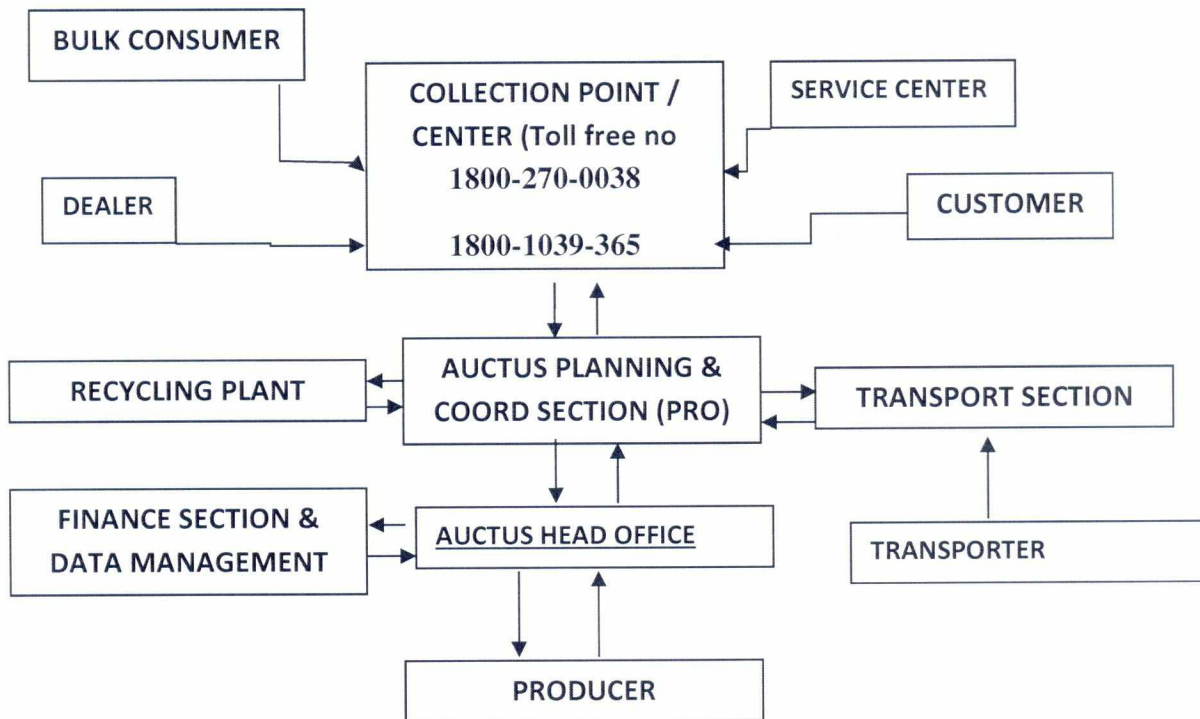 BULK CONSUMER
COLLECTION POINT /
CENTER (Toll free no
1800-270-0038
1800-1039-365
SERVICE CENTER
DEALER
CUSTOMER
RECYCLING PLANT
AUCTUS PLANNING &
COORD SECTION (PRO)
TRANSPORT SECTION
FINANCE SECTION &
DATA MANAGEMENT
AUCTUS HEAD OFFICE
TRANSPORTER
PRODUCER